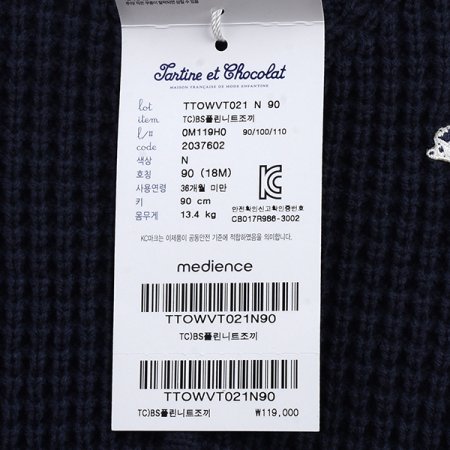 Tartine et Chocolat
MAISON FRANÇAISE DE MODE ENFANTINE
lot TTOWVT021 N 90
item TC)BS폴린니트조끼
l/# 0M119H0 90/100/110
code 2037602
색상 N
호칭 90 (18M)
사용연령 36개월 미만
키 90 cm
몸무게 13.4 kg
안전확인신고확인증번호
CB017R986-3002
KC마크는 이제품이 공통안전 기준에 적합하였음을 의미합니다.
medience
TTOWVT021N90
TC)BS폴린니트조끼
TTOWVT021N90
TC)BS폴린니트조끼 ₩119,000